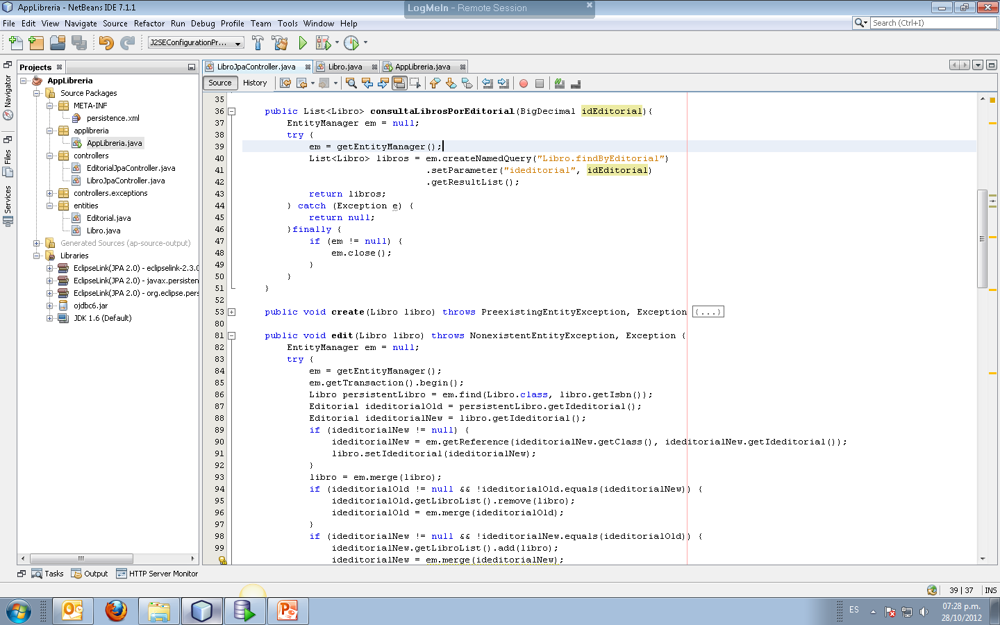 AppLibreria - NetBeans IDE 7.1.1
LogMeIn - Remote Session
File Edit View Navigate Source Refactor Run Debug Profile Team Tools Window Help
Search (Ctrl+I)
J2SEConfigurationPr...
Projects
LibroJpaController.java
Libro.java
AppLibreria.java
Source
History
Navigator
Files
Services
AppLibreria
Source Packages
META-INF
persistence.xml
applibreria
AppLibreria.java
controllers
EditorialJpaController.java
LibroJpaController.java
controllers.exceptions
entities
Editorial.java
Libro.java
Generated Sources (ap-source-output)
Libraries
EclipseLink(JPA 2.0) - eclipselink-2.3.0
EclipseLink(JPA 2.0) - javax.persisten
EclipseLink(JPA 2.0) - org.eclipse.pers
ojdbc6.jar
JDK 1.6 (Default)
35
36 public List<Libro> consultaLibrosPorEditorial(BigDecimal idEditorial){
37 EntityManager em = null;
38 try {
39 em = getEntityManager();
40 List<Libro> libros = em.createNamedQuery("Libro.findByEditorial")
41 .setParameter("ideditorial", idEditorial)
42 .getResultList();
43 return libros;
44 } catch (Exception e) {
45 return null;
46 }finally {
47 if (em != null) {
48 em.close();
49 }
50 }
51 }
52
53 public void create(Libro libro) throws PreexistingEntityException, Exception {...}
80
81 public void edit(Libro libro) throws NonexistentEntityException, Exception {
82 EntityManager em = null;
83 try {
84 em = getEntityManager();
85 em.getTransaction().begin();
86 Libro persistentLibro = em.find(Libro.class, libro.getIsbn());
87 Editorial ideditorialOld = persistentLibro.getIdeditorial();
88 Editorial ideditorialNew = libro.getIdeditorial();
89 if (ideditorialNew != null) {
90 ideditorialNew = em.getReference(ideditorialNew.getClass(), ideditorialNew.getIdeditorial());
91 libro.setIdeditorial(ideditorialNew);
92 }
93 libro = em.merge(libro);
94 if (ideditorialOld != null && !ideditorialOld.equals(ideditorialNew)) {
95 ideditorialOld.getLibroList().remove(libro);
96 ideditorialOld = em.merge(ideditorialOld);
97 }
98 if (ideditorialNew != null && !ideditorialNew.equals(ideditorialOld)) {
99 ideditorialNew.getLibroList().add(libro);
ideditorialNew = em.merge(ideditorialNew);
Tasks
Output
HTTP Server Monitor
39 | 37 INS
ES
07:28 p.m.
28/10/2012